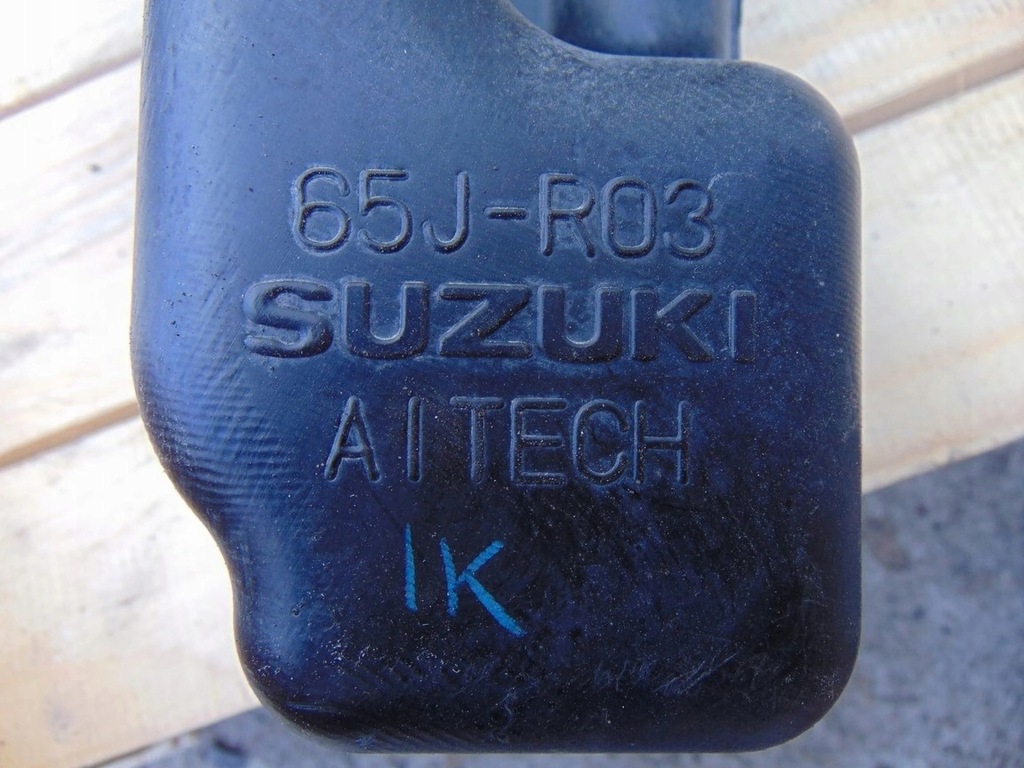 65J-R03
SUZUKI
AITECH
IK